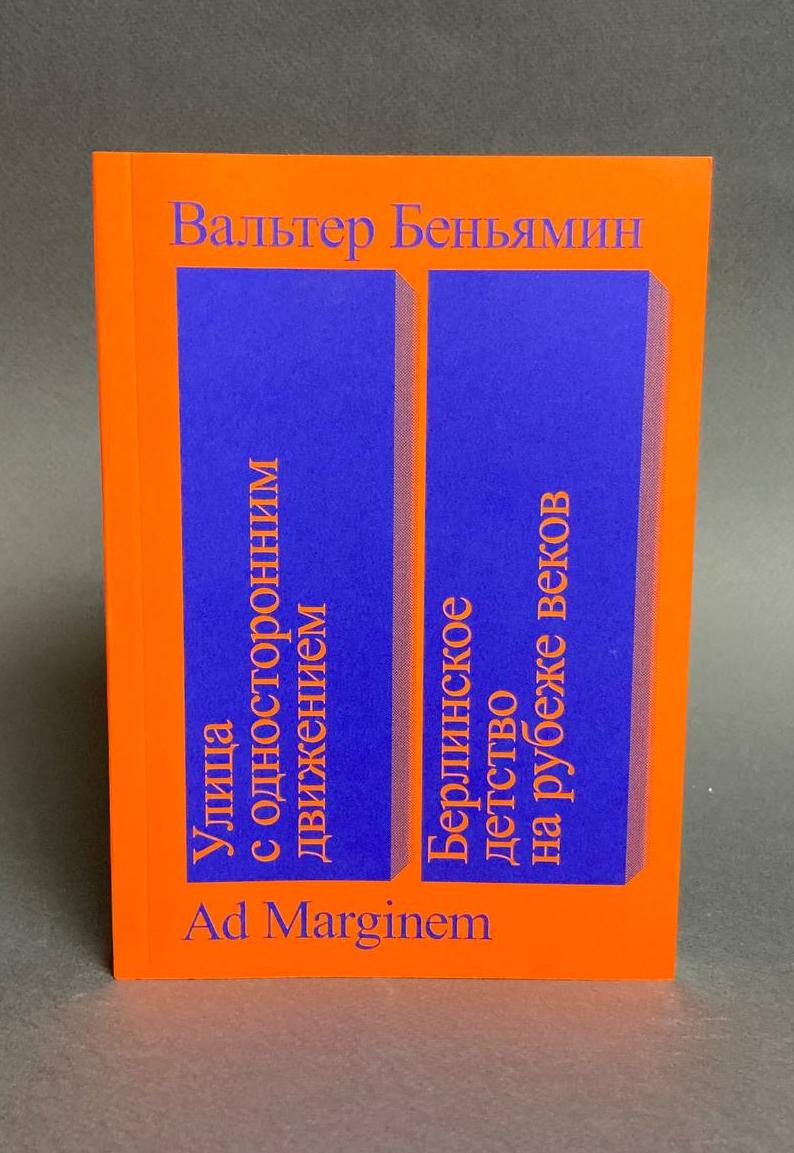 Вальтер Беньямин
Улица
с односторонним
движением
Берлинское
детство
на рубеже веков
Ad Marginem